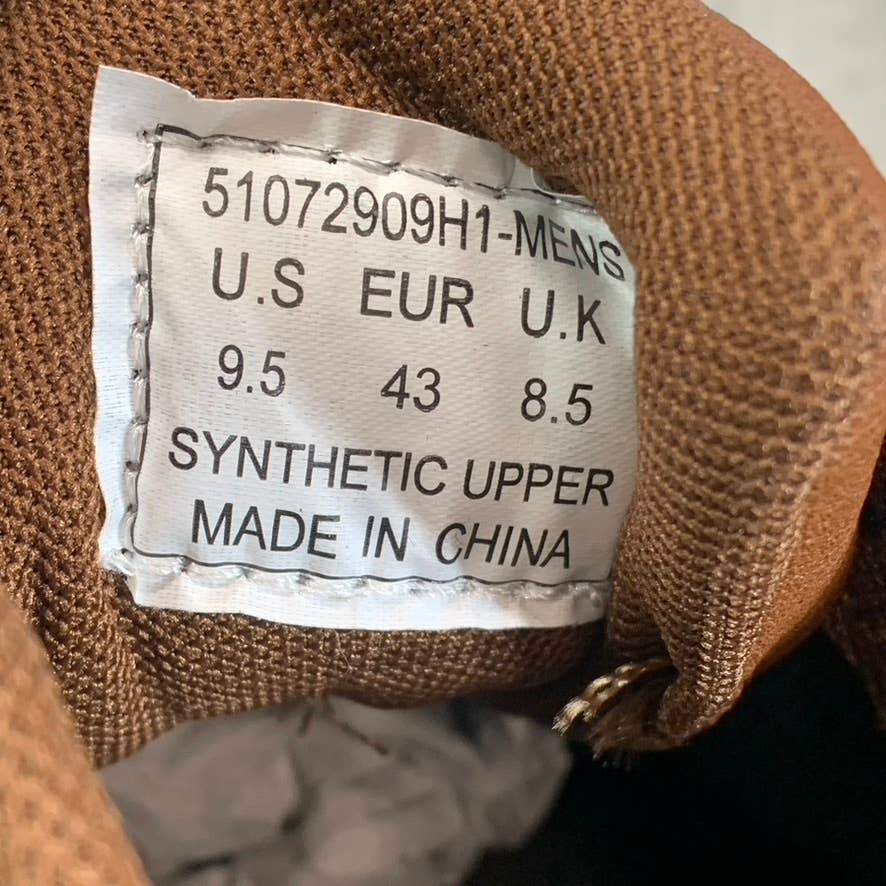 51072909H1-MENS
U.S EUR U.K
9.5 43 8.5
SYNTHETIC UPPER
MADE IN CHINA